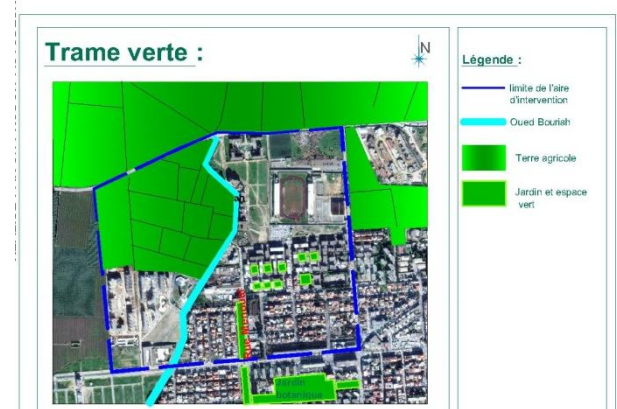 Trame verte :
N
Légende :
limite de l'aire
d'intervention
Oued Bouriah
Terre agricole
Jardin et espace
vert
Jardin
botanique